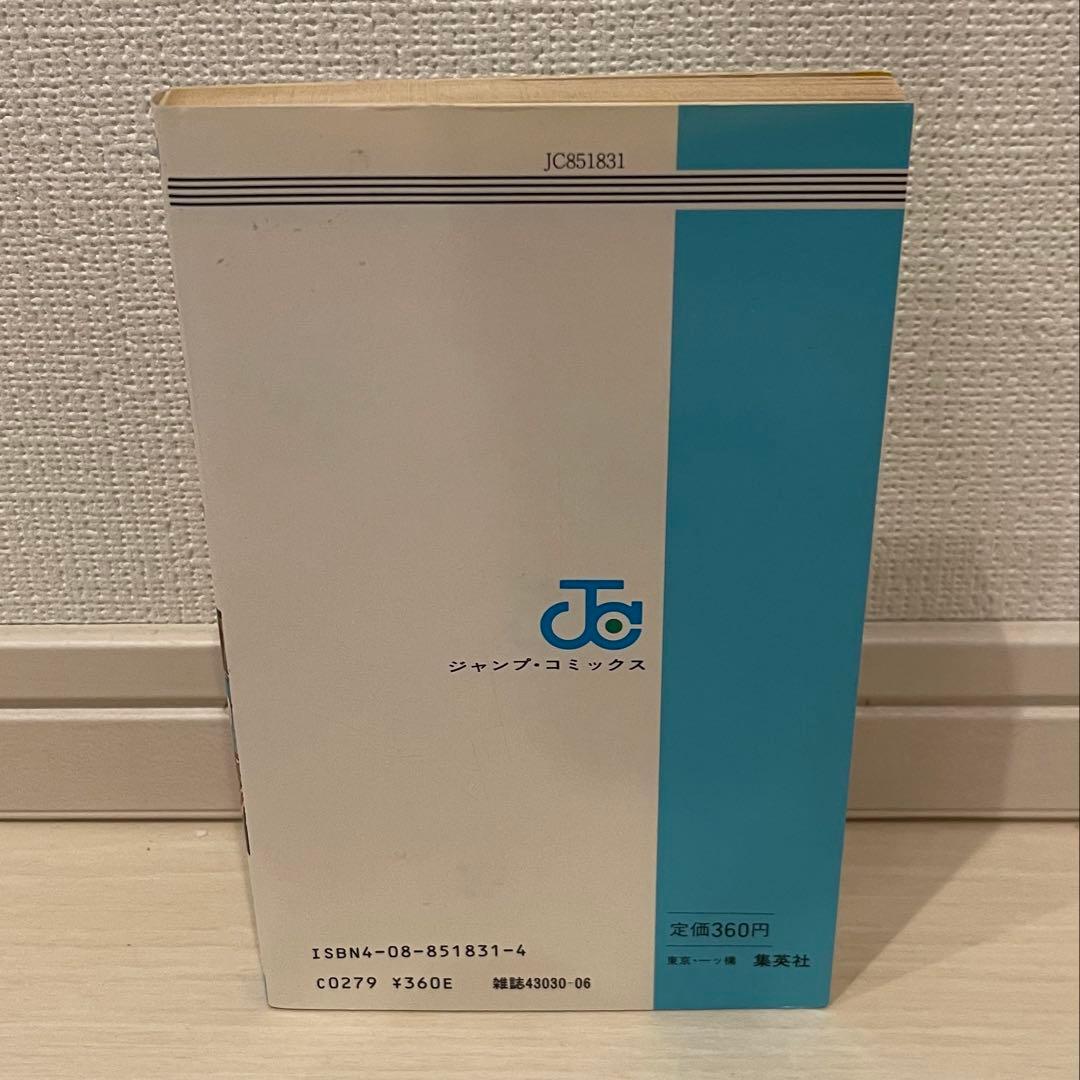 JC851831
JC
ジャンプ・コミックス
定価360円
東京・一ツ橋 集英社
ISBN4-08-851831-4
C0279 ¥360E 雑誌43030-06